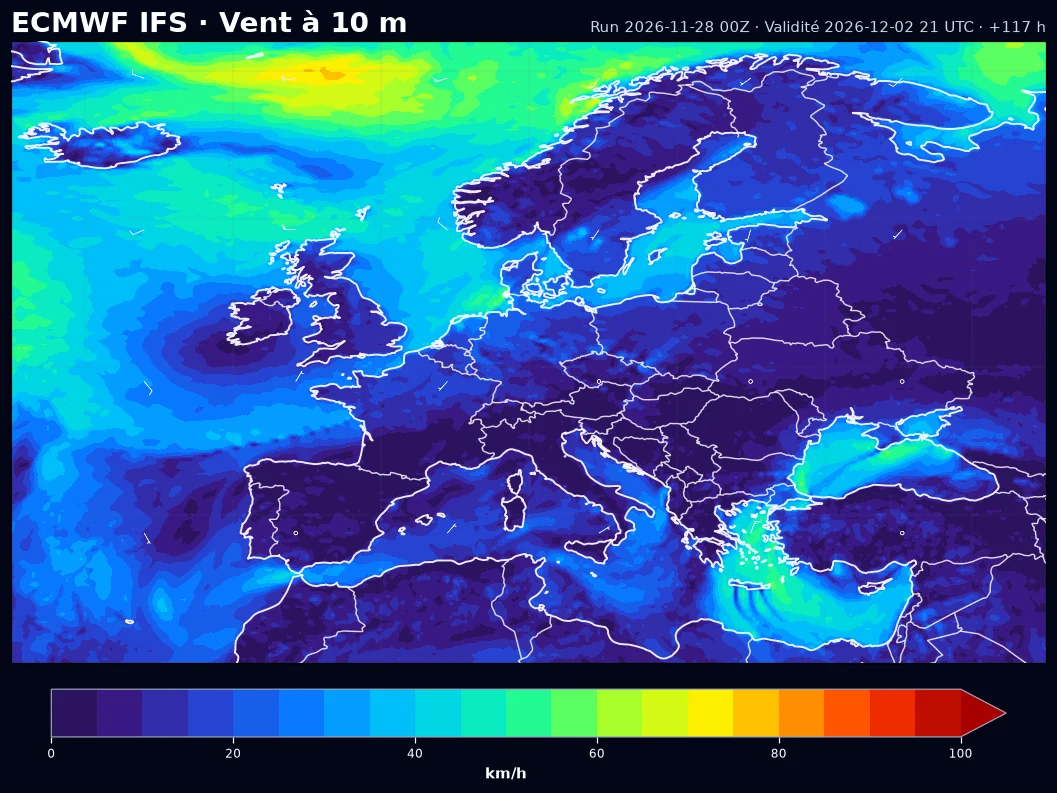 ECMWF IFS · Vent à 10 m
Run 2026-11-28 00Z · Validité 2026-12-02 21 UTC · +117 h
0 20 40 60 80 100
km/h